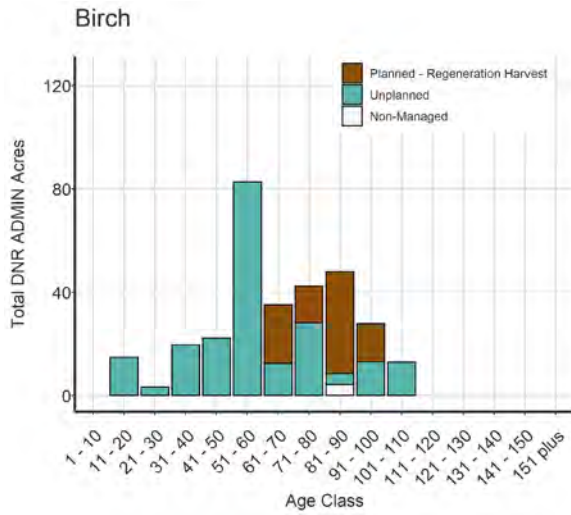 Birch
Planned - Regeneration Harvest
Unplanned
Non-Managed
Total DNR ADMIN Acres
120
80
40
0
1 - 10
11 - 20
21 - 30
31 - 40
41 - 50
51 - 60
61 - 70
71 - 80
81 - 90
91 - 100
101 - 110
111 - 120
121 - 130
131 - 140
141 - 150
151 plus
Age Class